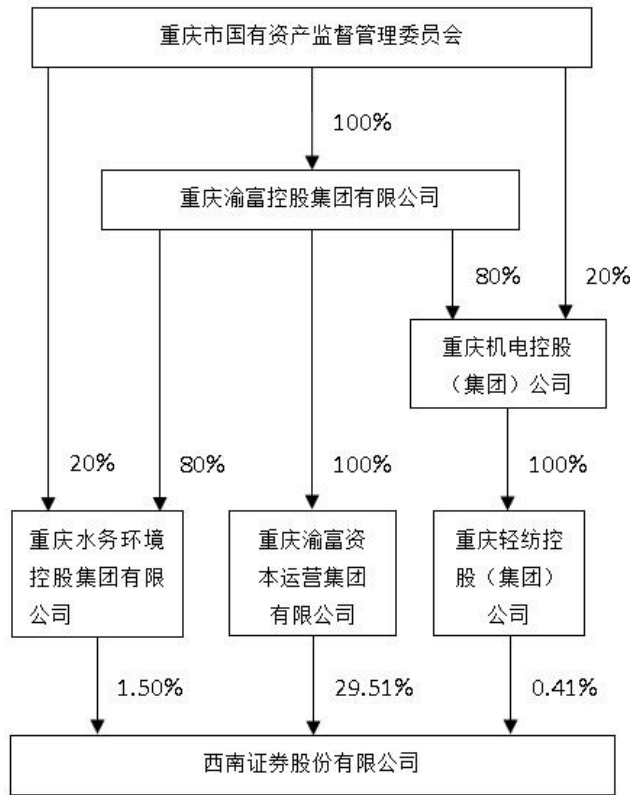 重庆市国有资产监督管理委员会
100%
重庆渝富控股集团有限公司
80%
20%
重庆机电控股
（集团）公司
20%
80%
100%
100%
重庆水务环境
控股集团有限
公司
重庆渝富资
本运营集团
有限公司
重庆轻纺控
股（集团）
公司
1.50%
29.51%
0.41%
西南证券股份有限公司